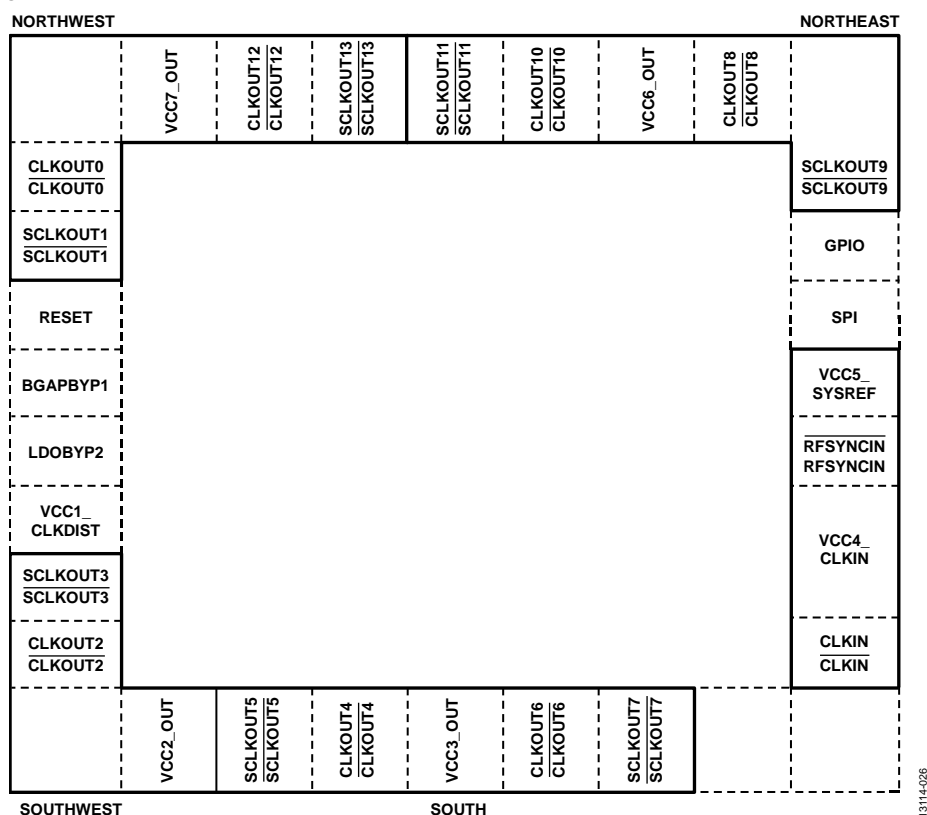 NORTHWEST
NORTHEAST
VCC7_OUT
CLKOUT12
CLKOUT12
SCLKOUT13
SCLKOUT13
SCLKOUT11
SCLKOUT11
CLKOUT10
CLKOUT10
VCC6_OUT
CLKOUT8
CLKOUT8
CLKOUT0
CLKOUT0
SCLKOUT1
SCLKOUT1
RESET
BGAPBYP1
LDOBYP2
VCC1_
CLKDIST
SCLKOUT3
SCLKOUT3
CLKOUT2
CLKOUT2
SCLKOUT9
SCLKOUT9
GPIO
SPI
VCC5_
SYSREF
RFSYNCIN
RFSYNCIN
VCC4_
CLKIN
CLKIN
CLKIN
VCC2_OUT
SCLKOUT5
SCLKOUT5
CLKOUT4
CLKOUT4
VCC3_OUT
CLKOUT6
CLKOUT6
SCLKOUT7
SCLKOUT7
SOUTHWEST
SOUTH
13114-026